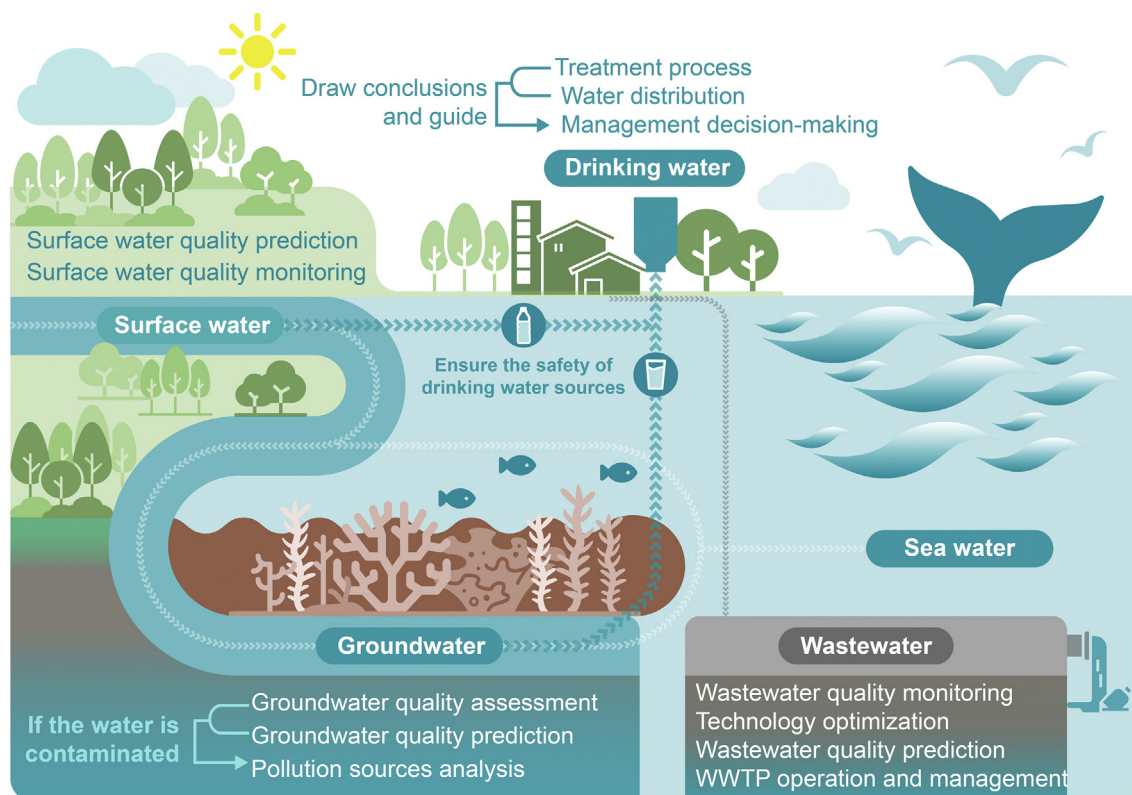 Draw conclusions
and guide
Treatment process
Water distribution
Management decision-making
Drinking water
Surface water quality prediction
Surface water quality monitoring
Surface water
Ensure the safety of
drinking water sources
Sea water
Groundwater
Wastewater
If the water is
contaminated
Groundwater quality assessment
Groundwater quality prediction
Pollution sources analysis
Wastewater quality monitoring
Technology optimization
Wastewater quality prediction
WWTP operation and management